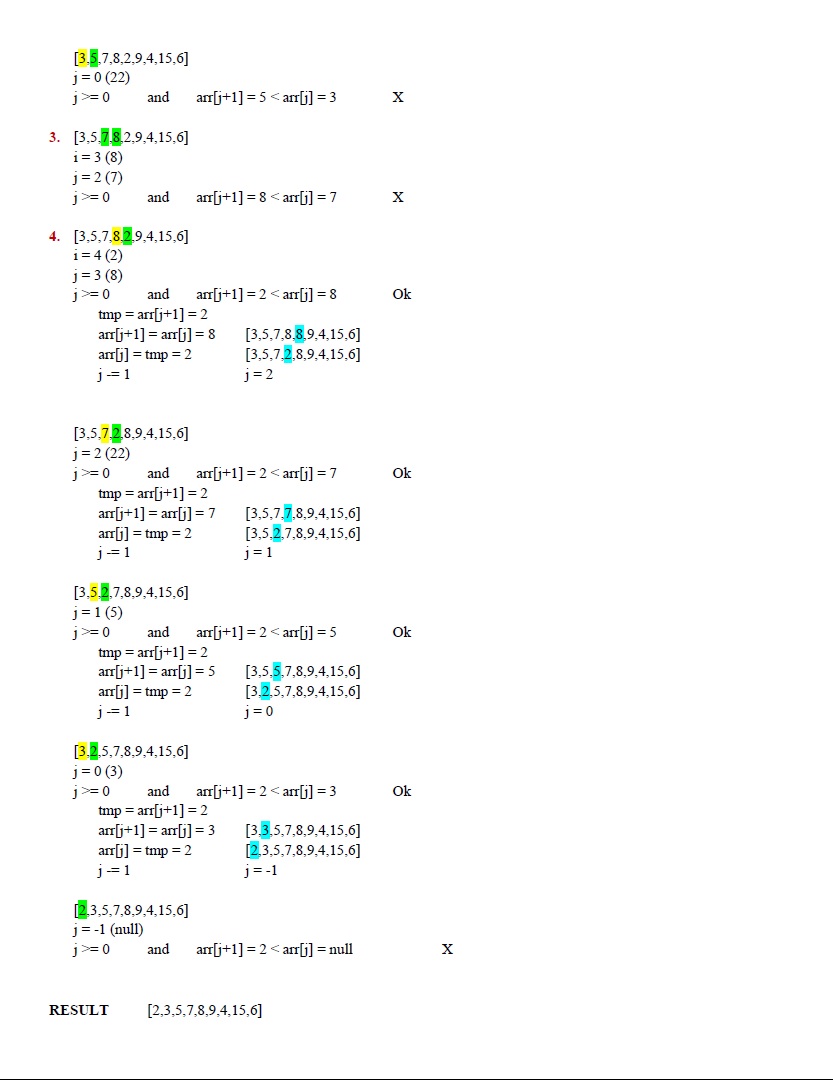 [3,5,7,8,2,9,4,15,6]
j = 0 (22)
j >= 0 and arr[j+1] = 5 < arr[j] = 3 X
3. [3,5,7,8,2,9,4,15,6]
i = 3 (8)
j = 2 (7)
j >= 0 and arr[j+1] = 8 < arr[j] = 7 X
4. [3,5,7,8,2,9,4,15,6]
i = 4 (2)
j = 3 (8)
j >= 0 and arr[j+1] = 2 < arr[j] = 8 Ok
tmp = arr[j+1] = 2
arr[j+1] = arr[j] = 8 [3,5,7,8,8,9,4,15,6]
arr[j] = tmp = 2 [3,5,7,2,8,9,4,15,6]
j -= 1 j = 2
[3,5,7,2,8,9,4,15,6]
j = 2 (22)
j >= 0 and arr[j+1] = 2 < arr[j] = 7 Ok
tmp = arr[j+1] = 2
arr[j+1] = arr[j] = 7 [3,5,7,7,8,9,4,15,6]
arr[j] = tmp = 2 [3,5,2,7,8,9,4,15,6]
j -= 1 j = 1
[3,5,2,7,8,9,4,15,6]
j = 1 (5)
j >= 0 and arr[j+1] = 2 < arr[j] = 5 Ok
tmp = arr[j+1] = 2
arr[j+1] = arr[j] = 5 [3,5,5,7,8,9,4,15,6]
arr[j] = tmp = 2 [3,2,5,7,8,9,4,15,6]
j -= 1 j = 0
[3,2,5,7,8,9,4,15,6]
j = 0 (3)
j >= 0 and arr[j+1] = 2 < arr[j] = 3 Ok
tmp = arr[j+1] = 2
arr[j+1] = arr[j] = 3 [3,3,5,7,8,9,4,15,6]
arr[j] = tmp = 2 [2,3,5,7,8,9,4,15,6]
j -= 1 j = -1
[2,3,5,7,8,9,4,15,6]
j = -1 (null)
j >= 0 and arr[j+1] = 2 < arr[j] = null X
RESULT [2,3,5,7,8,9,4,15,6]